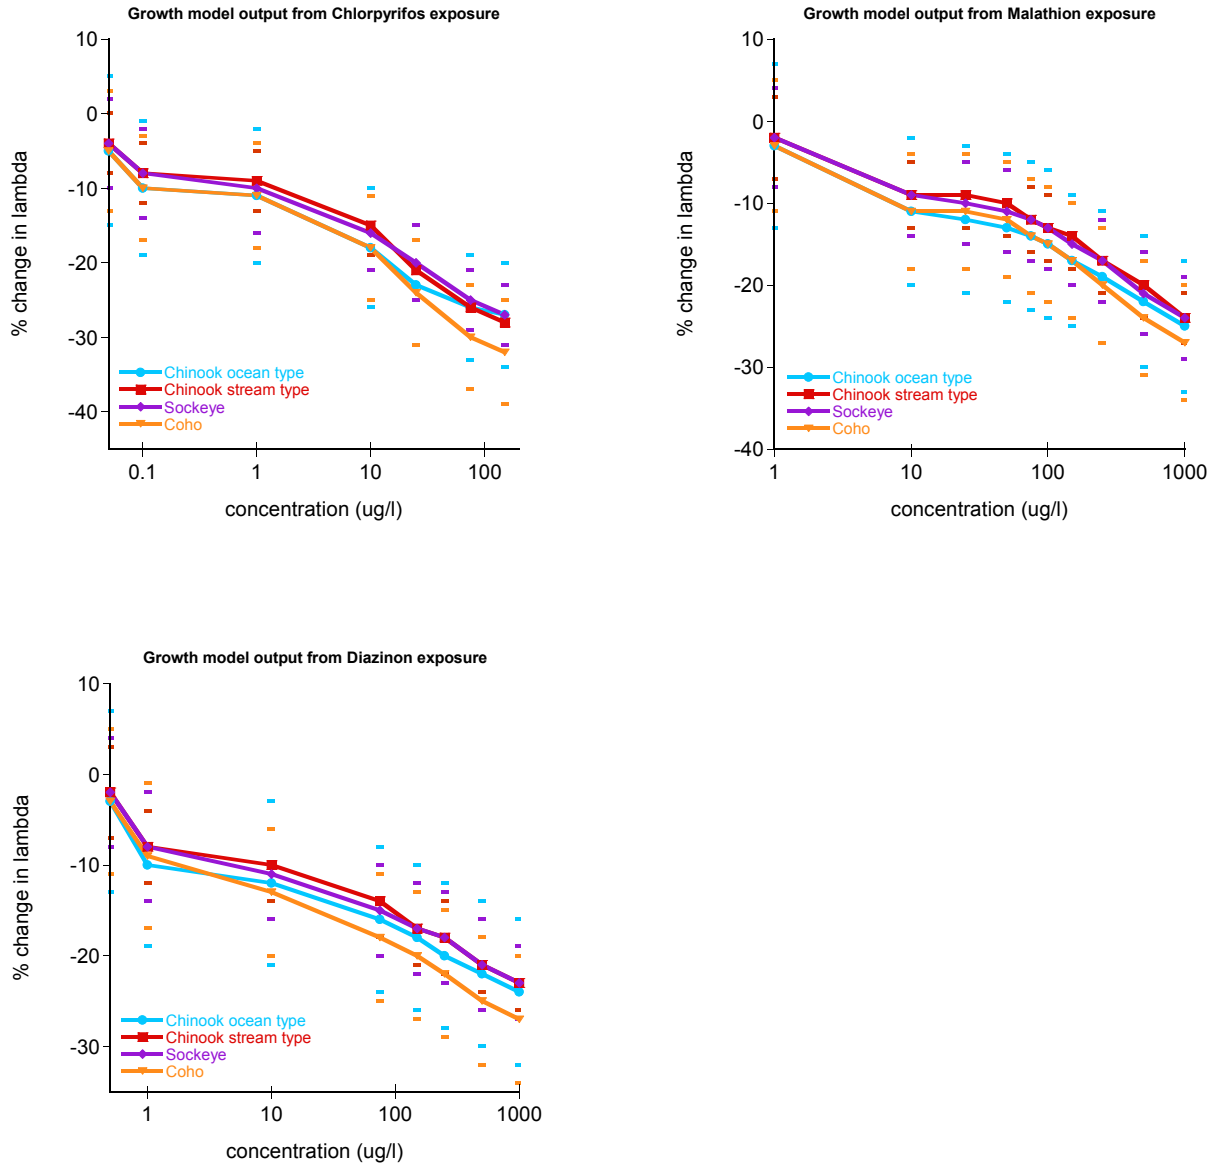 Growth model output from Chlorpyrifos exposure
10
0
-10
-20
-30
-40
% change in lambda
Chinook ocean type
Chinook stream type
Sockeye
Coho
0.1 1 10 100
concentration (ug/l)
Growth model output from Malathion exposure
10
0
-10
-20
-30
-40
% change in lambda
Chinook ocean type
Chinook stream type
Sockeye
Coho
1 10 100 1000
concentration (ug/l)
Growth model output from Diazinon exposure
10
0
-10
-20
-30
% change in lambda
Chinook ocean type
Chinook stream type
Sockeye
Coho
1 10 100 1000
concentration (ug/l)